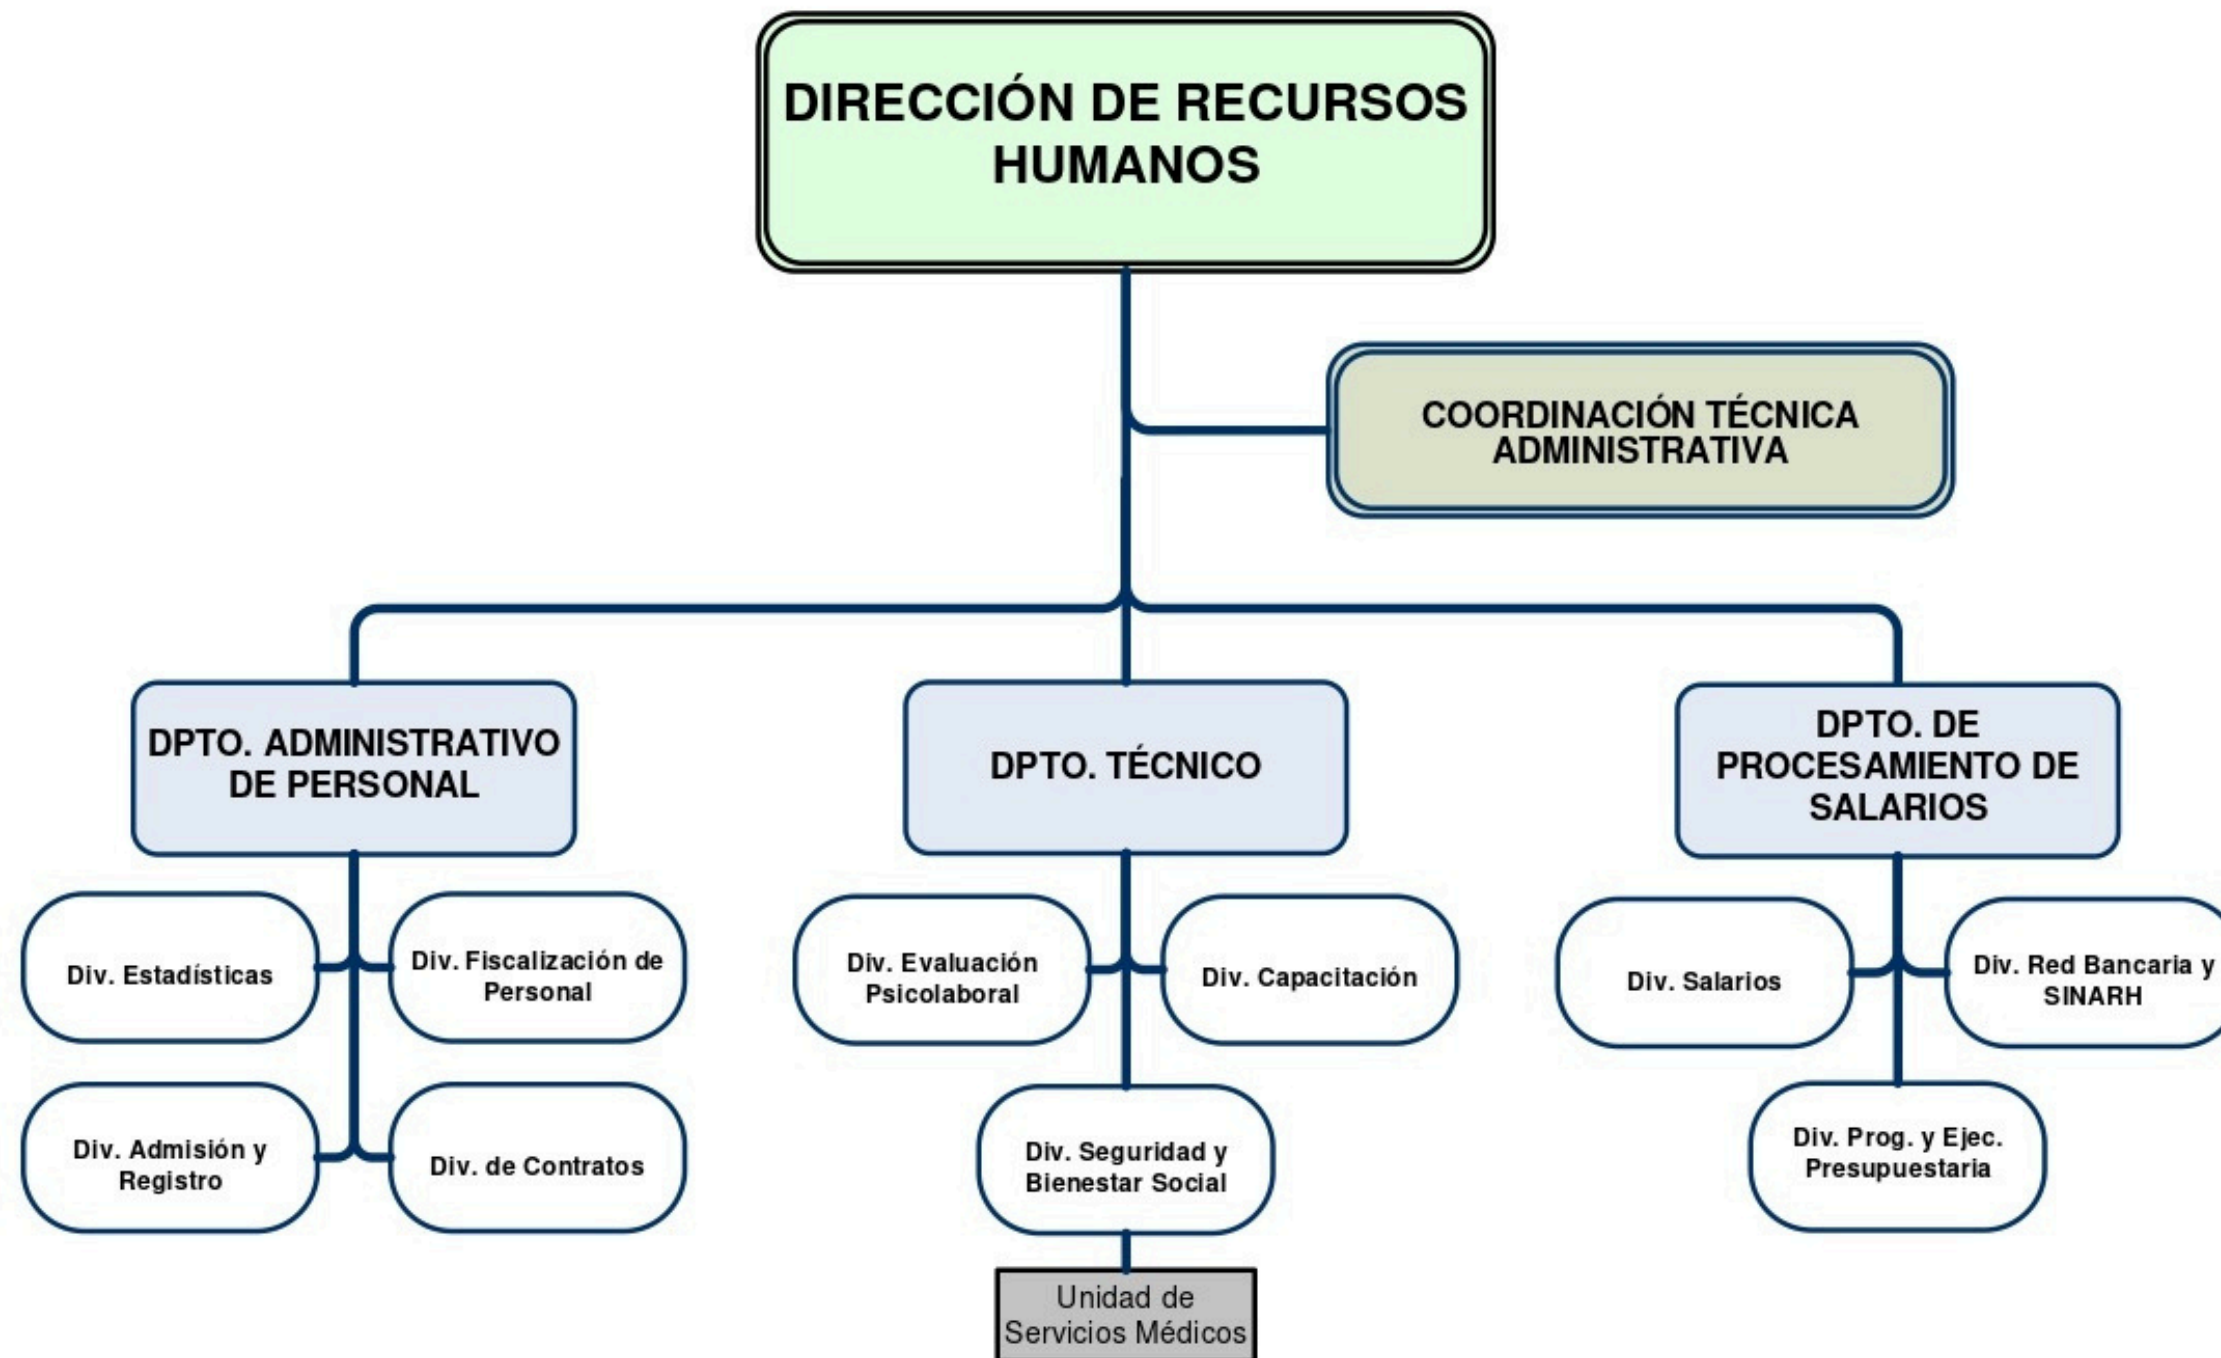 DIRECCIÓN DE RECURSOS
HUMANOS
COORDINACIÓN TÉCNICA
ADMINISTRATIVA
DPTO. ADMINISTRATIVO
DE PERSONAL
DPTO. TÉCNICO
DPTO. DE
PROCESAMIENTO DE
SALARIOS
Div. Estadísticas
Div. Fiscalización de
Personal
Div. Admisión y
Registro
Div. de Contratos
Div. Evaluación
Psicolaboral
Div. Capacitación
Div. Seguridad y
Bienestar Social
Unidad de
Servicios Médicos
Div. Salarios
Div. Red Bancaria y
SINARH
Div. Prog. y Ejec.
Presupuestaria